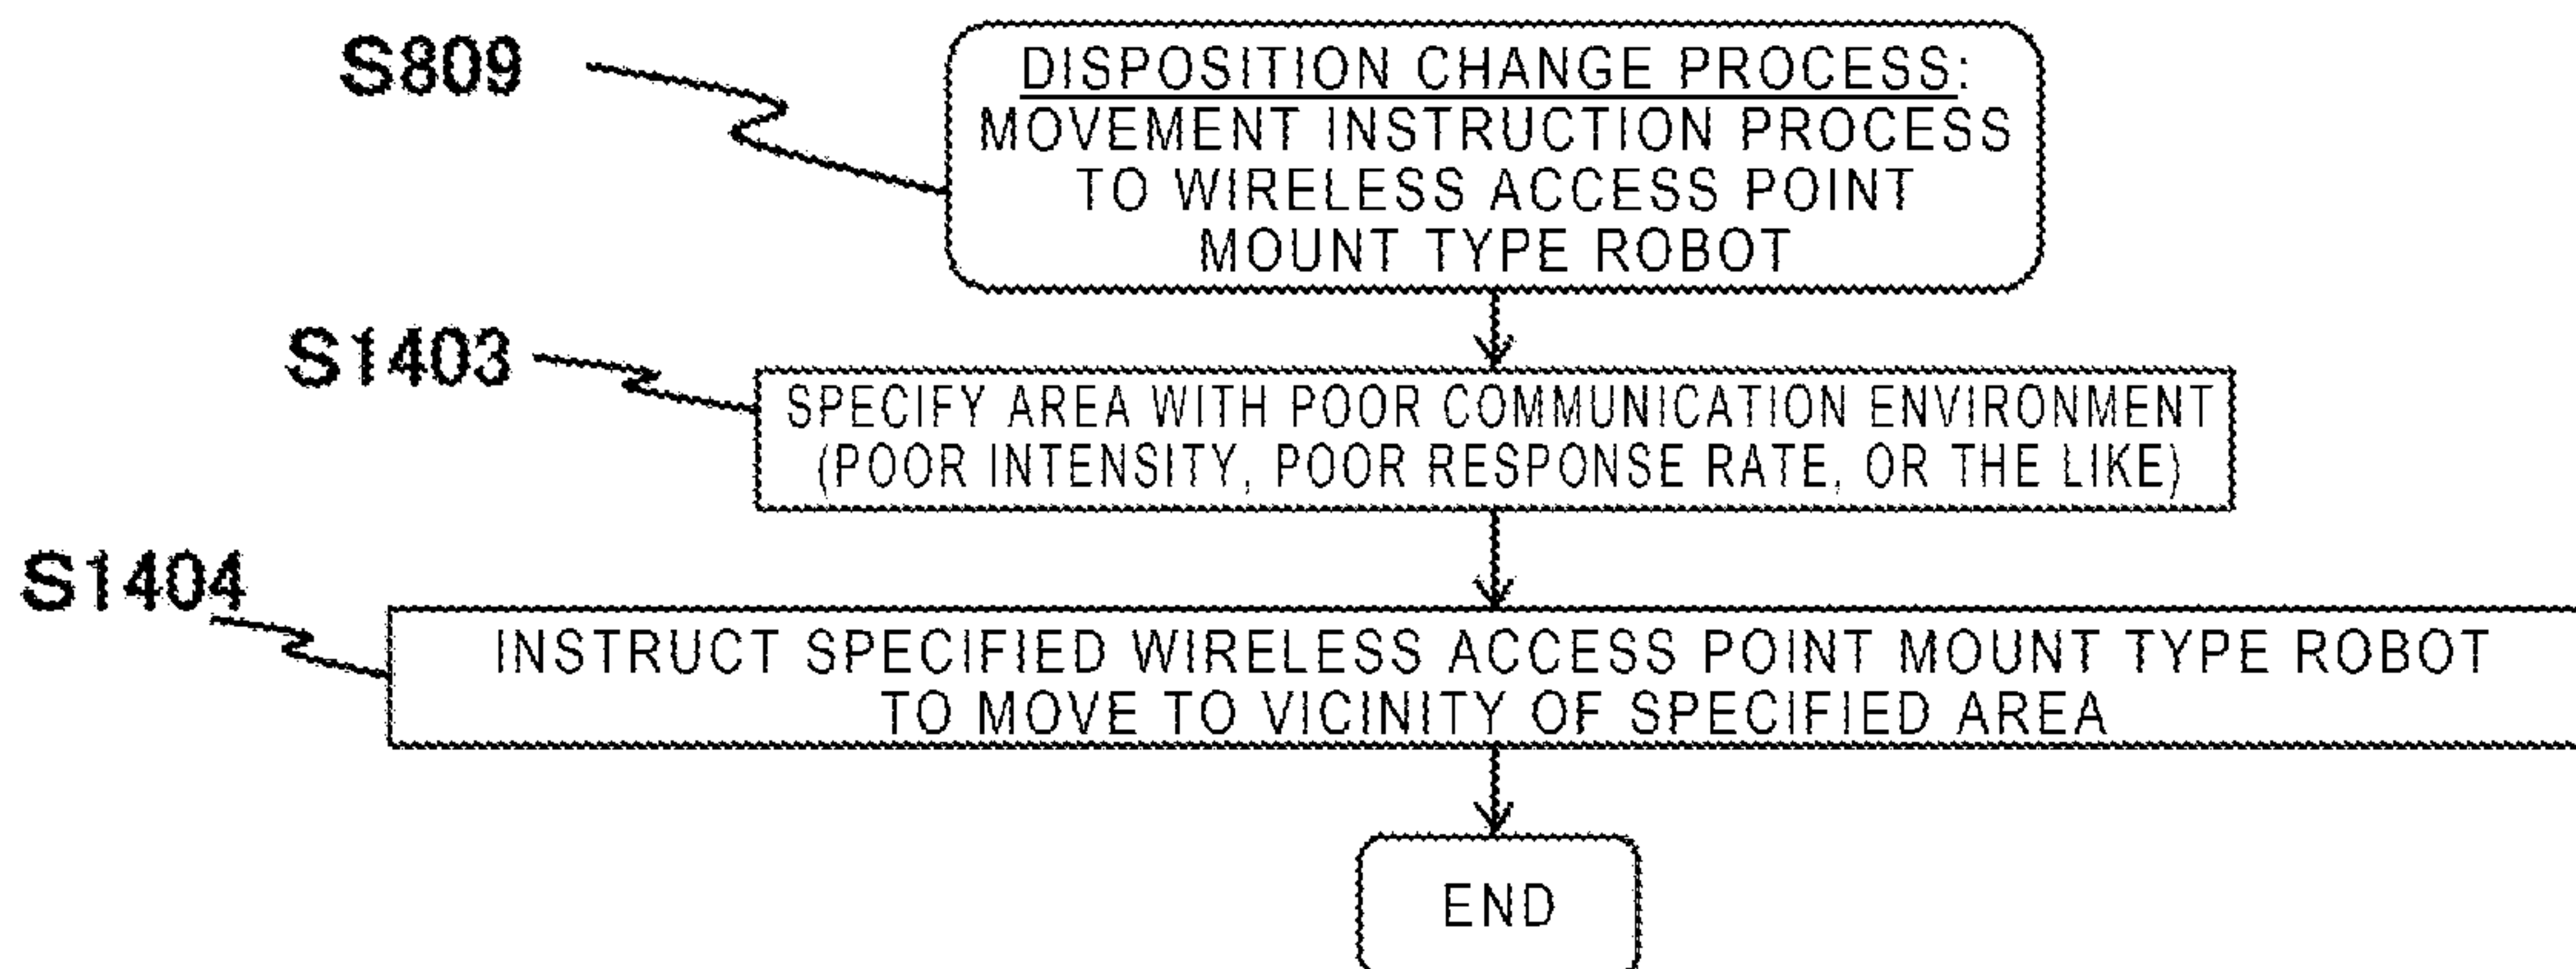 S809
DISPOSITION CHANGE PROCESS:
MOVEMENT INSTRUCTION PROCESS
TO WIRELESS ACCESS POINT
MOUNT TYPE ROBOT
S1403
SPECIFY AREA WITH POOR COMMUNICATION ENVIRONMENT
(POOR INTENSITY, POOR RESPONSE RATE, OR THE LIKE)
S1404
INSTRUCT SPECIFIED WIRELESS ACCESS POINT MOUNT TYPE ROBOT
TO MOVE TO VICINITY OF SPECIFIED AREA
END